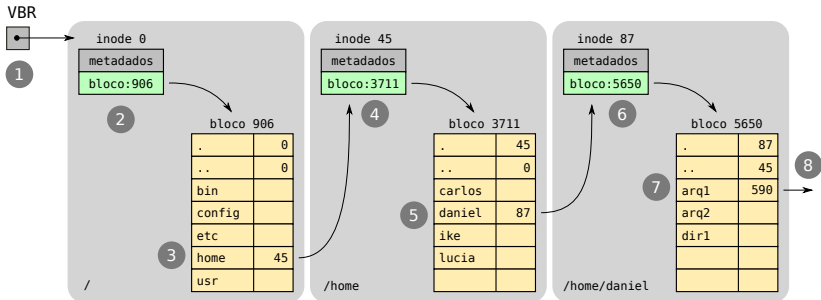 VBR
1
inode 0
metadados
bloco:906
2
bloco 906
. 0
.. 0
bin
config
etc
3
home 45
usr
/
inode 45
metadados
bloco:3711
4
bloco 3711
. 45
.. 0
carlos
5
daniel 87
ike
lucia
/home
inode 87
metadados
bloco:5650
6
bloco 5650
. 87
.. 45
7
arq1 590
8
arq2
dir1
/home/daniel